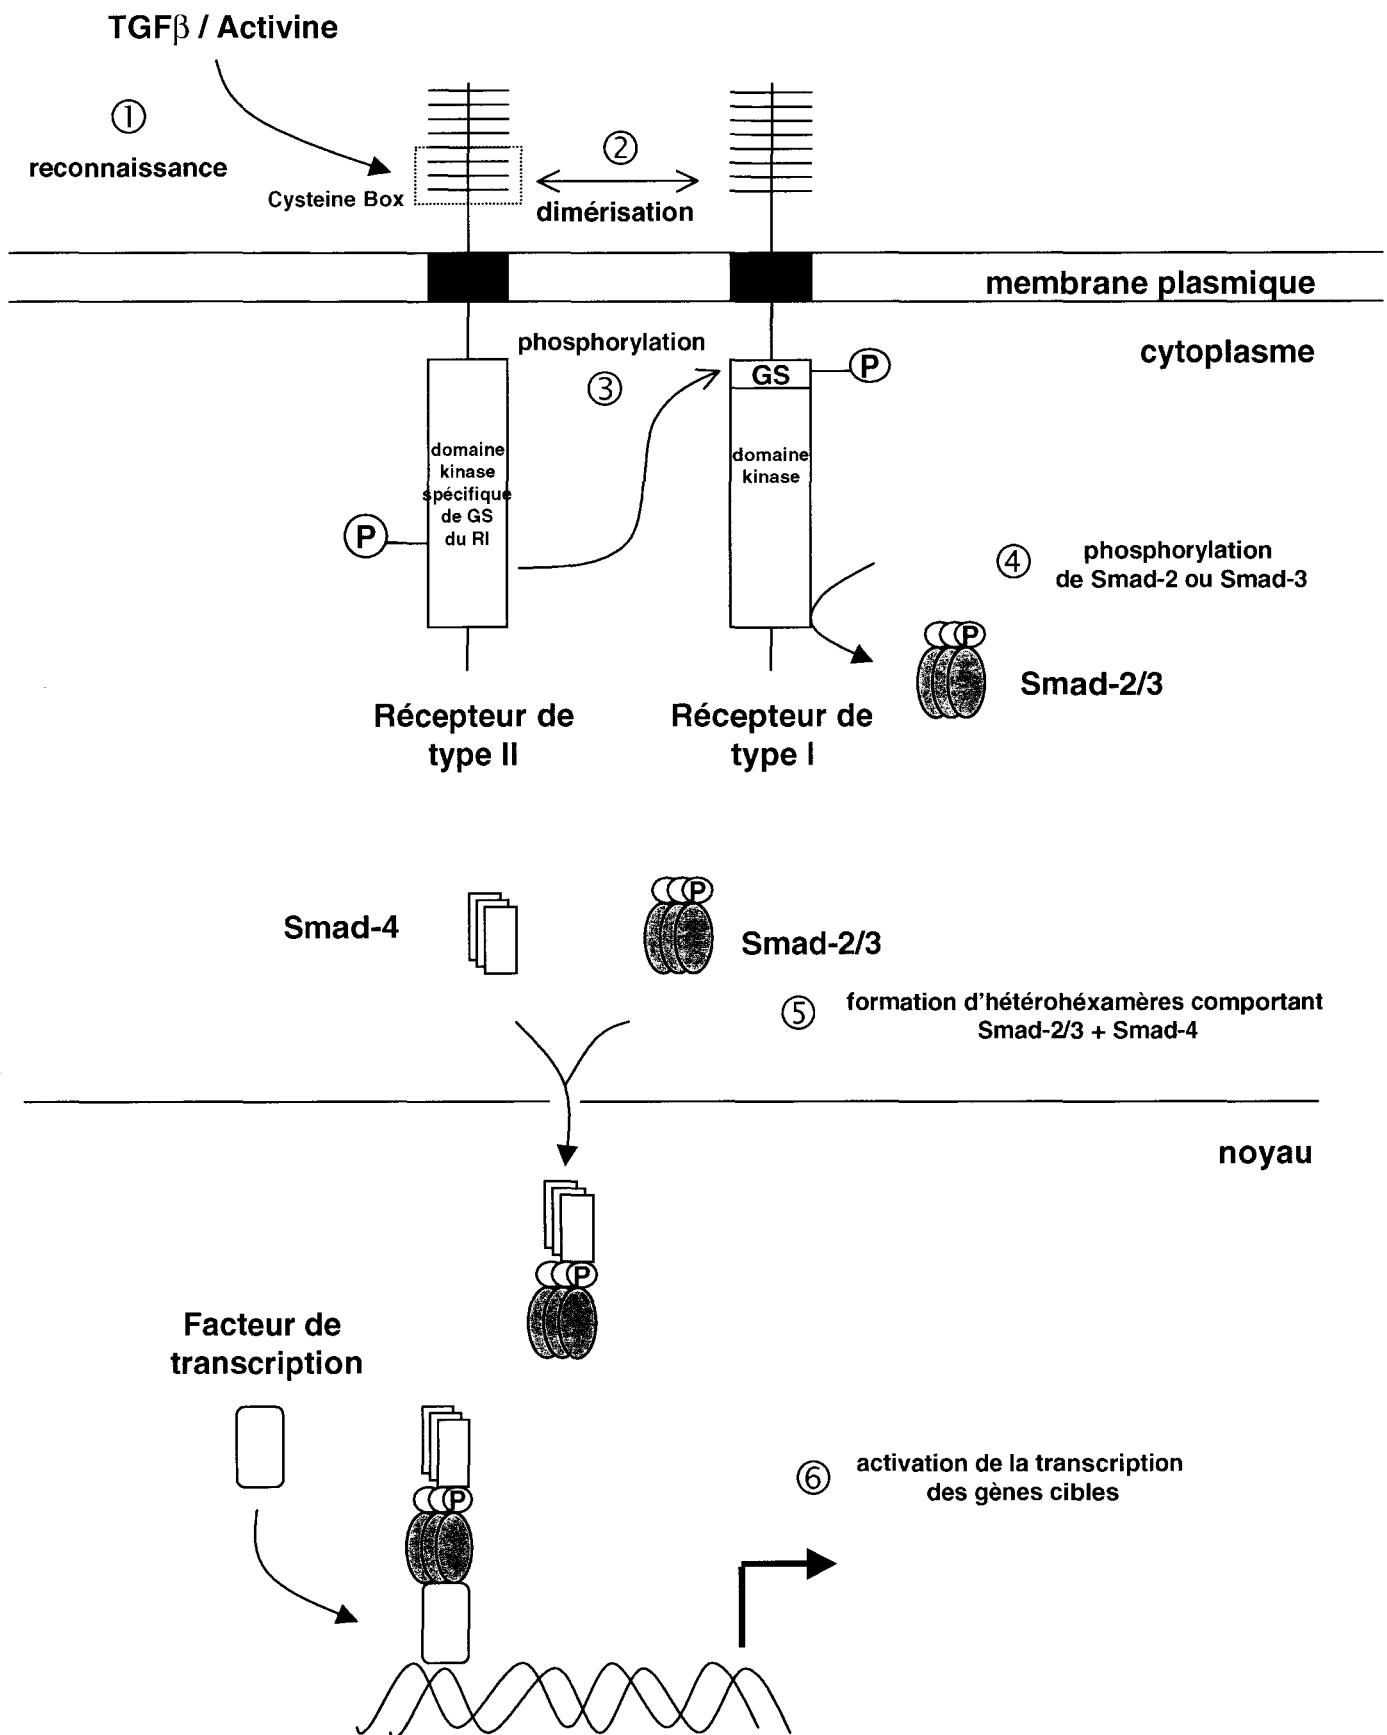 TGFβ / Activine
①
reconnaissance
Cysteine Box
②
dimérisation
membrane plasmique
cytoplasme
phosphorylation
③
GS
P
domaine
kinase
spécifique
de GS
du RI
P
domaine
kinase
④
phosphorylation
de Smad-2 ou Smad-3
P
Smad-2/3
Récepteur de
type II
Récepteur de
type I
Smad-4
P
Smad-2/3
⑤
formation d'hétérohéxamères comportant
Smad-2/3 + Smad-4
noyau
P
Facteur de
transcription
P
⑥
activation de la transcription
des gènes cibles